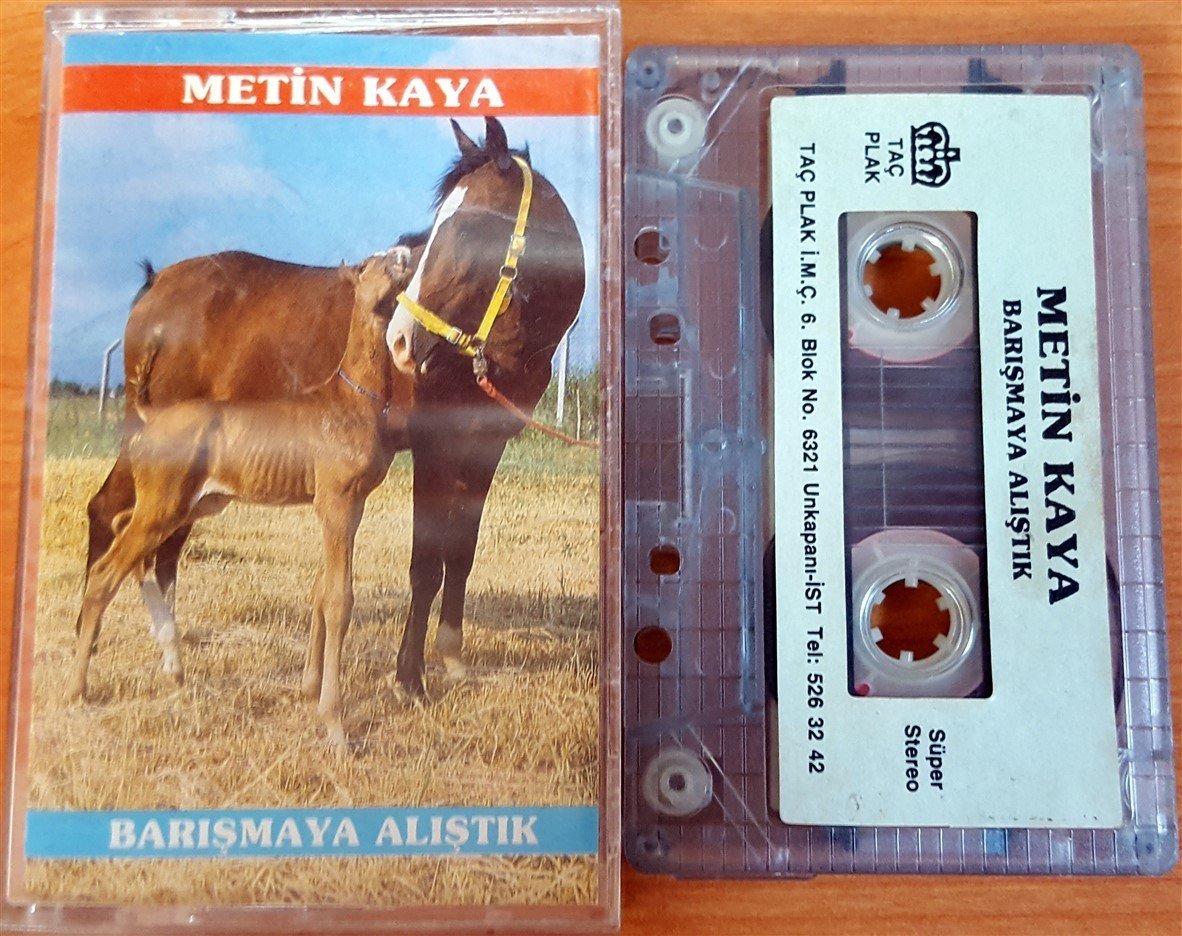 METİN KAYA
BARIŞMAYA ALIŞTIK
TAÇ
PLAK
METİN KAYA
BARIŞMAYA ALIŞTIK
TAÇ PLAK İ.M.Ç. 6. Blok No. 6321 Unkapanı-İST Tel: 526 32 42
Süper
Stereo